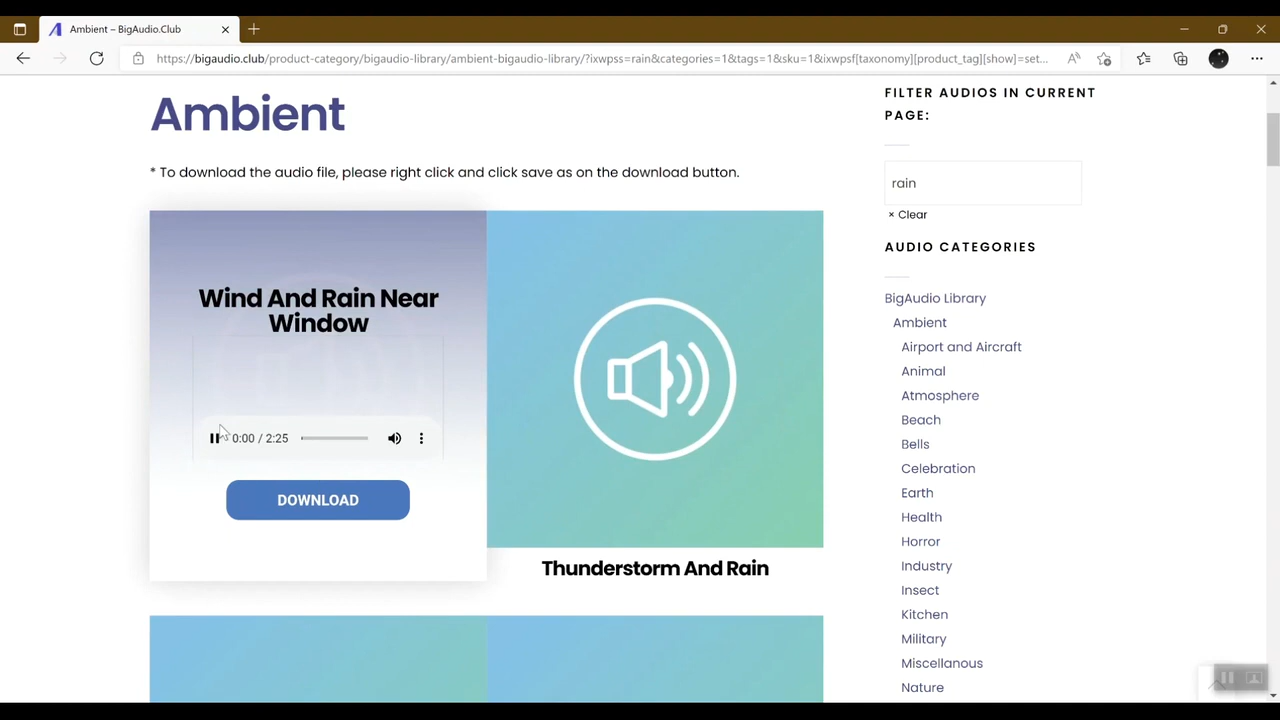 Ambient – BigAudio.Club
https://bigaudio.club/product-category/bigaudio-library/ambient-bigaudio-library/?ixwpss=rain&categories=1&tags=1&sku=1&ixwpsf[taxonomy][product_tag][show]=set...
Ambient
* To download the audio file, please right click and click save as on the download button.
Wind And Rain Near
Window
0:00 / 2:25
DOWNLOAD
Thunderstorm And Rain
FILTER AUDIOS IN CURRENT
PAGE:
rain
× Clear
AUDIO CATEGORIES
BigAudio Library
Ambient
Airport and Aircraft
Animal
Atmosphere
Beach
Bells
Celebration
Earth
Health
Horror
Industry
Insect
Kitchen
Military
Miscellanous
Nature